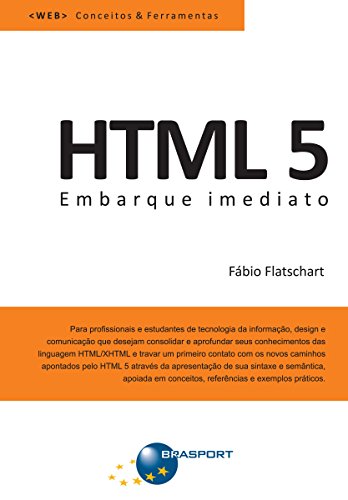 <WEB> Conceitos & Ferramentas
HTML 5
Embarque imediato
Fábio Flatschart
Para profissionais e estudantes de tecnologia da informação, design e
comunicação que desejam consolidar e aprofundar seus conhecimentos das
linguagem HTML/XHTML e travar um primeiro contato com os novos caminhos
apontados pelo HTML 5 através da apresentação de sua sintaxe e semântica,
apoiada em conceitos, referências e exemplos práticos.
BRASPORT